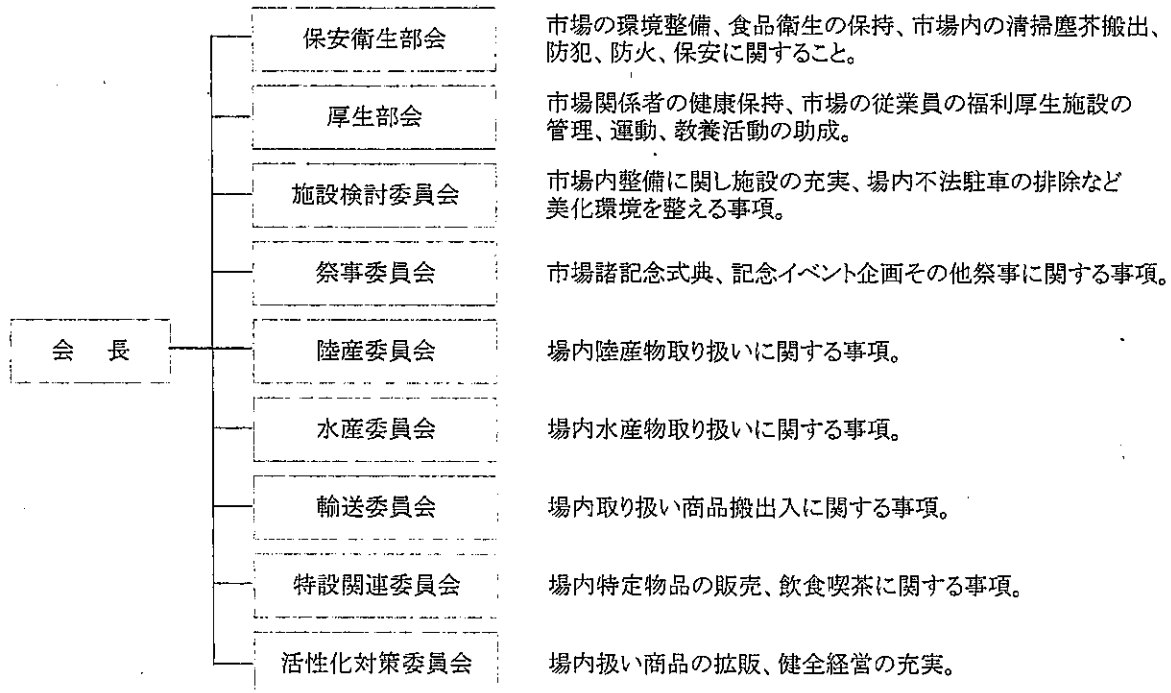 保安衛生部会
市場の環境整備、食品衛生の保持、市場内の清掃塵芥搬出、
防犯、防火、保安に関すること。
厚生部会
市場関係者の健康保持、市場の従業員の福利厚生施設の
管理、運動、教養活動の助成。
施設検討委員会
市場内整備に関し施設の充実、場内不法駐車の排除など
美化環境を整える事項。
祭事委員会
市場諸記念式典、記念イベント企画その他祭事に関する事項。
会　長
陸産委員会
場内陸産物取り扱いに関する事項。
水産委員会
場内水産物取り扱いに関する事項。
輸送委員会
場内取り扱い商品搬出入に関する事項。
特設関連委員会
場内特定物品の販売、飲食喫茶に関する事項。
活性化対策委員会
場内扱い商品の拡販、健全経営の充実。